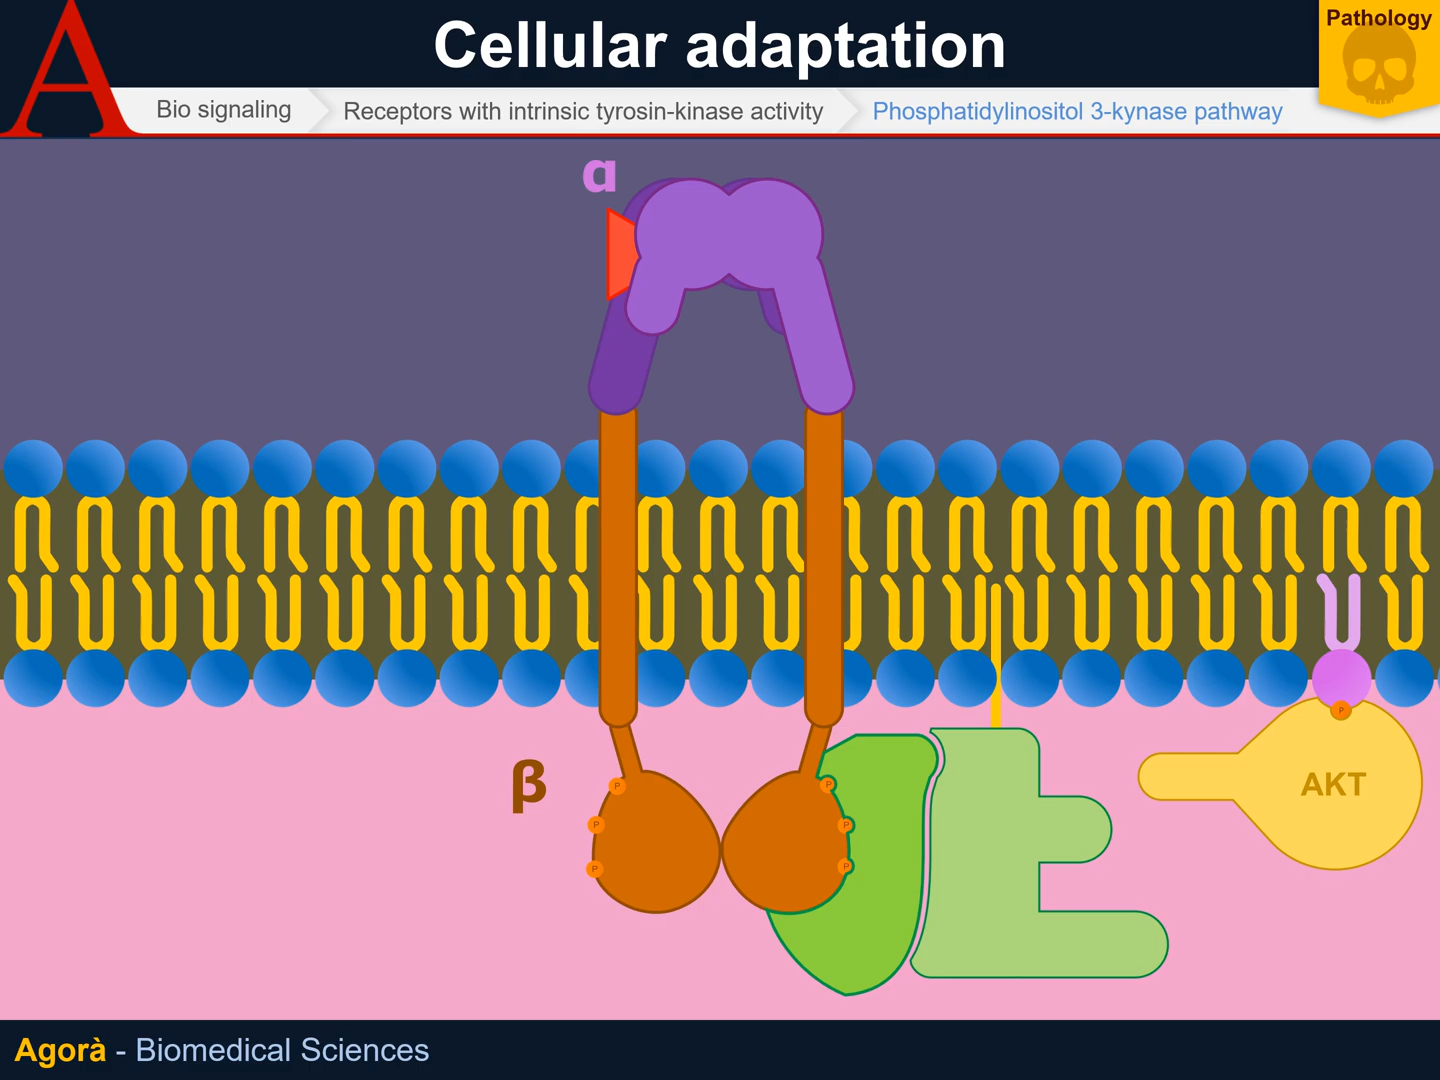 Cellular adaptation
Pathology
A
Bio signaling
Receptors with intrinsic tyrosin-kinase activity
Phosphatidylinositol 3-kynase pathway
α
P
AKT
β
P
P
P
P
P
P
Agorà - Biomedical Sciences